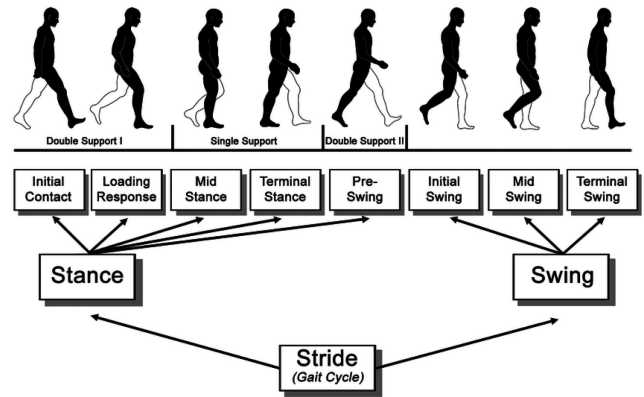 Double Support I
Single Support
Double Support II
Initial
Contact
Loading
Response
Mid
Stance
Terminal
Stance
Pre-
Swing
Initial
Swing
Mid
Swing
Terminal
Swing
Stance
Swing
Stride
(Gait Cycle)